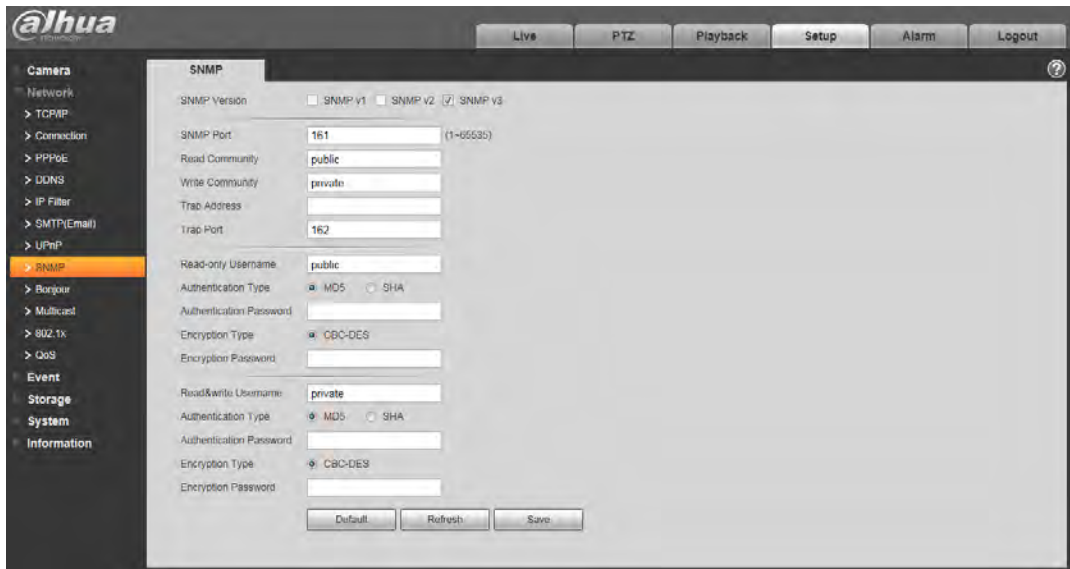 alhua
Live PTZ Playback Setup Alarm Logout
Camera
Network
> TCP/IP
> Connection
> PPPoE
> DDNS
> IP Filter
> SMTP(Email)
> UPnP
> SNMP
> Bonjour
> Multicast
> 802.1x
> QoS
Event
Storage
System
Information
SNMP
SNMP Version SNMP v1 SNMP v2 SNMP v3
SNMP Port 161 (1~65535)
Read Community public
Write Community private
Trap Address
Trap Port 162
Read-only Username public
Authentication Type MD5 SHA
Authentication Password
Encryption Type CBC-DES
Encryption Password
Read&write Username private
Authentication Type MD5 SHA
Authentication Password
Encryption Type CBC-DES
Encryption Password
Default Refresh Save